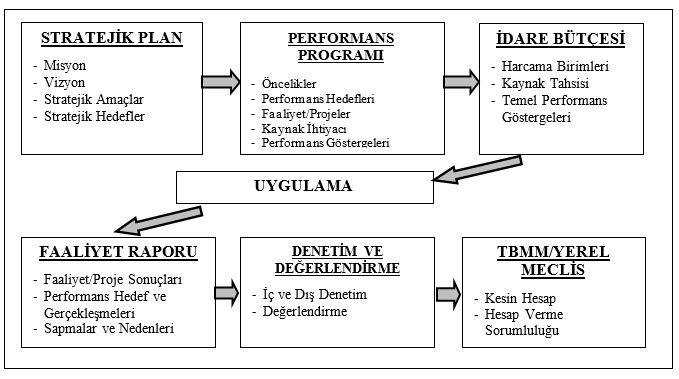 STRATEJİK PLAN
- Misyon
- Vizyon
- Stratejik Amaçlar
- Stratejik Hedefler
PERFORMANS
PROGRAMI
- Öncelikler
- Performans Hedefleri
- Faaliyet/Projeler
- Kaynak İhtiyacı
- Performans Göstergeleri
İDARE BÜTÇESİ
- Harcama Birimleri
- Kaynak Tahsisi
- Temel Performans
Göstergeleri
UYGULAMA
FAALİYET RAPORU
- Faaliyet/Proje Sonuçları
- Performans Hedef ve
Gerçekleşmeleri
- Sapmalar ve Nedenleri
DENETİM VE
DEĞERLENDİRME
- İç ve Dış Denetim
- Değerlendirme
TBMM/YEREL
MECLİS
- Kesin Hesap
- Hesap Verme
Sorumluluğu